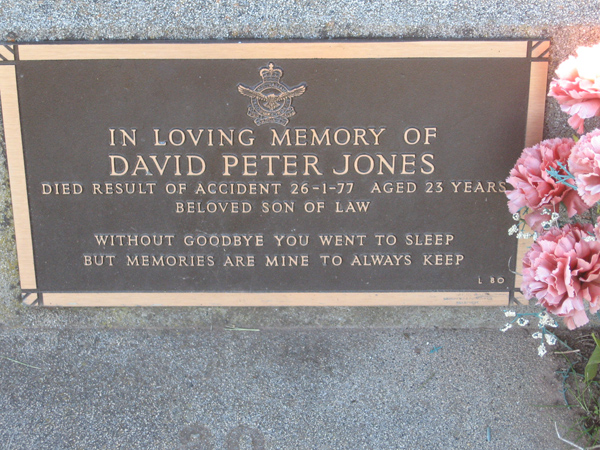 IN LOVING MEMORY OF
DAVID PETER JONES
DIED RESULT OF ACCIDENT 26-1-77 AGED 23 YEARS
BELOVED SON OF LAW
WITHOUT GOODBYE YOU WENT TO SLEEP
BUT MEMORIES ARE MINE TO ALWAYS KEEP
L BO